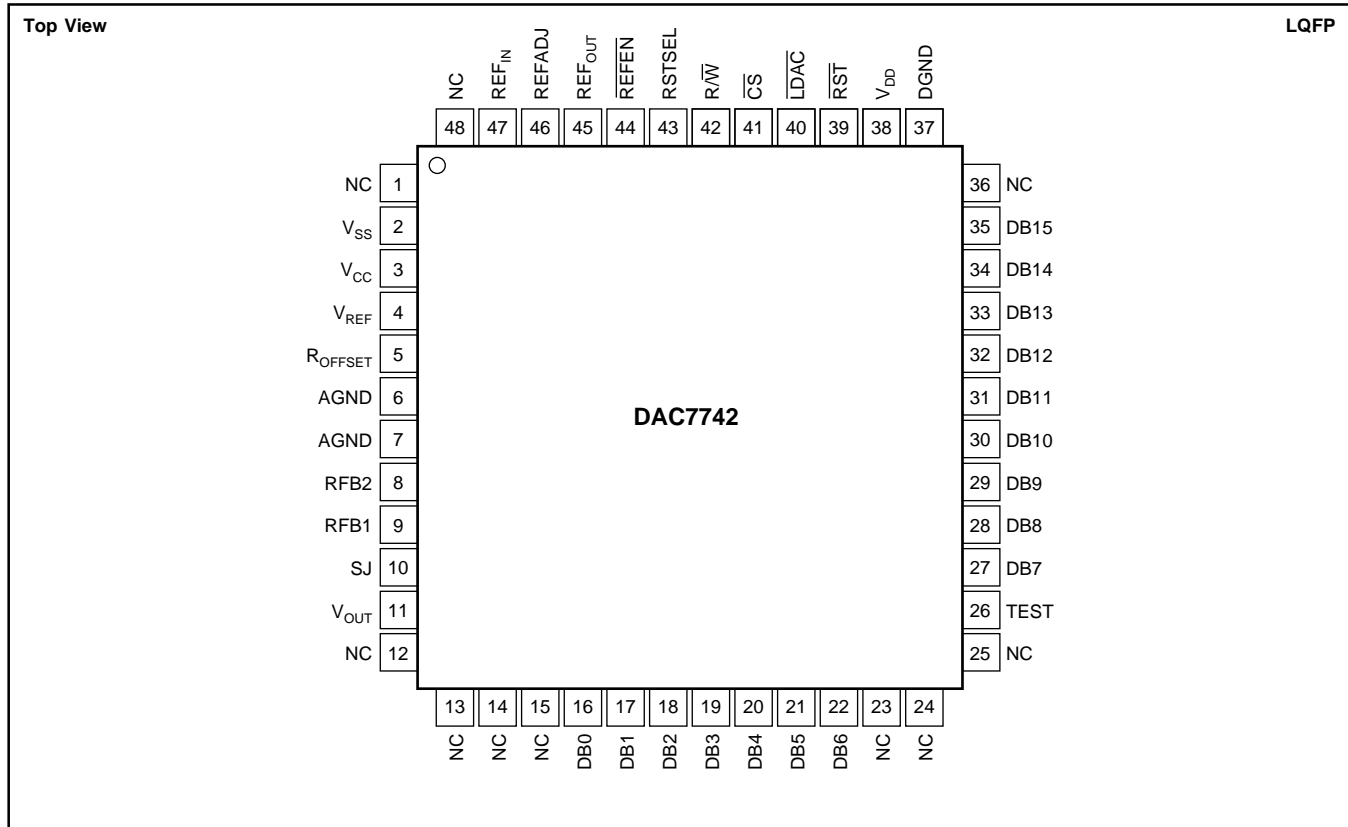 Top View
LQFP
NC
REF_IN
REFADJ
REF_OUT
R̅E̅F̅E̅N̅
RSTSEL
R/W̅
C̅S̅
L̅D̅A̅C̅
R̅S̅T̅
V_DD
DGND
48 47 46 45 44 43 42 41 40 39 38 37
NC 1
V_SS 2
V_CC 3
V_REF 4
R_OFFSET 5
AGND 6
AGND 7
RFB2 8
RFB1 9
SJ 10
V_OUT 11
NC 12
DAC7742
36 NC
35 DB15
34 DB14
33 DB13
32 DB12
31 DB11
30 DB10
29 DB9
28 DB8
27 DB7
26 TEST
25 NC
13 14 15 16 17 18 19 20 21 22 23 24
NC
NC
NC
DB0
DB1
DB2
DB3
DB4
DB5
DB6
NC
NC